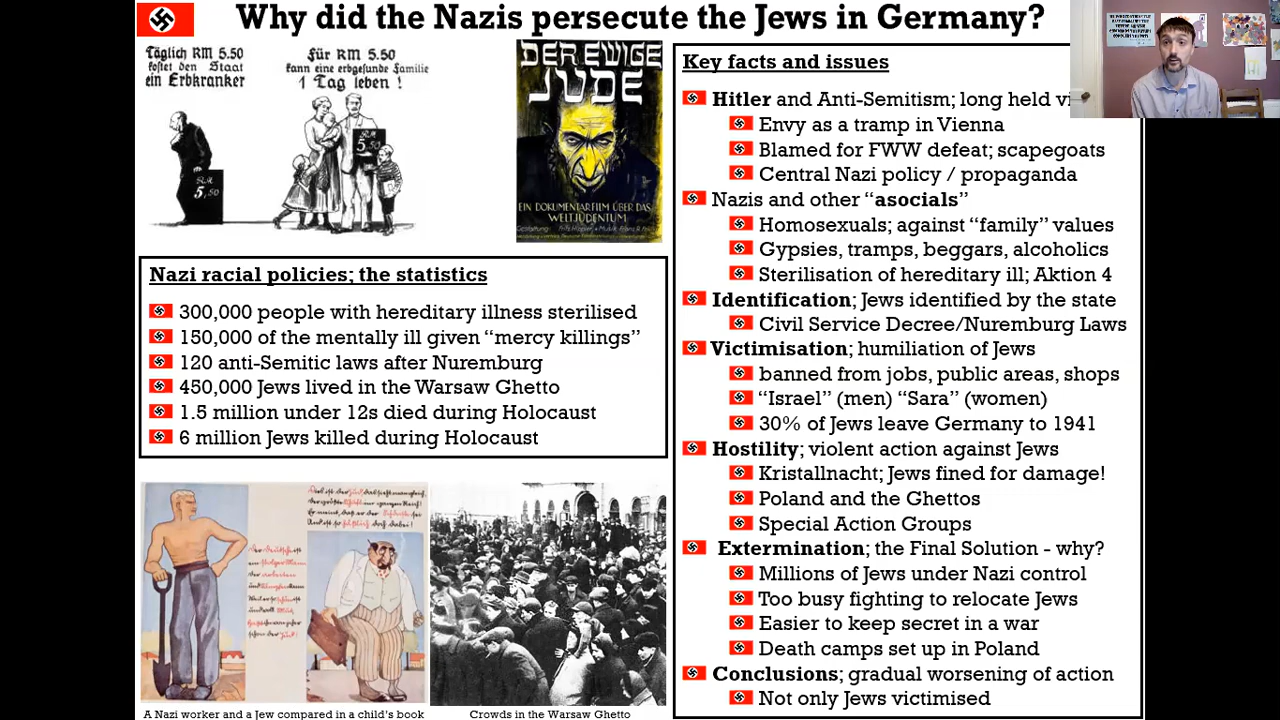 Why did the Nazis persecute the Jews in Germany?
Täglich RM 5.50
kostet den Staat
ein Erbkranker
für RM 5.50
kann eine erbgesunde Familie
1 Tag leben!
5.50
RM
5,50
DER EWIGE
JUDE
EIN DOKUMENTARFILM ÜBER DAS
WELTJUDENTUM
Nazi racial policies; the statistics
300,000 people with hereditary illness sterilised
150,000 of the mentally ill given “mercy killings”
120 anti-Semitic laws after Nuremburg
450,000 Jews lived in the Warsaw Ghetto
1.5 million under 12s died during Holocaust
6 million Jews killed during Holocaust
A Nazi worker and a Jew compared in a child's book
Crowds in the Warsaw Ghetto
Key facts and issues
Hitler and Anti-Semitism; long held
Envy as a tramp in Vienna
Blamed for FWW defeat; scapegoats
Central Nazi policy / propaganda
Nazis and other “asocials”
Homosexuals; against “family” values
Gypsies, tramps, beggars, alcoholics
Sterilisation of hereditary ill; Aktion 4
Identification; Jews identified by the state
Civil Service Decree/Nuremburg Laws
Victimisation; humiliation of Jews
banned from jobs, public areas, shops
“Israel” (men) “Sara” (women)
30% of Jews leave Germany to 1941
Hostility; violent action against Jews
Kristallnacht; Jews fined for damage!
Poland and the Ghettos
Special Action Groups
Extermination; the Final Solution - why?
Millions of Jews under Nazi control
Too busy fighting to relocate Jews
Easier to keep secret in a war
Death camps set up in Poland
Conclusions; gradual worsening of action
Not only Jews victimised